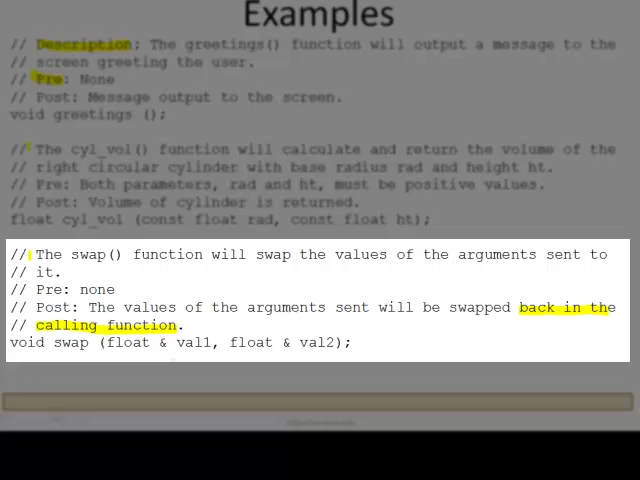 Examples
// Description: The greetings() function will output a message to the
// screen greeting the user.
// Pre: None
// Post: Message output to the screen.
void greetings ();
// The cyl_vol() function will calculate and return the volume of the
// right circular cylinder with base radius rad and height ht.
// Pre: Both parameters, rad and ht, must be positive values.
// Post: Volume of cylinder is returned.
float cyl_vol (const float rad, const float ht);
// The swap() function will swap the values of the arguments sent to
// it.
// Pre: none
// Post: The values of the arguments sent will be swapped back in the
// calling function.
void swap (float & val1, float & val2);